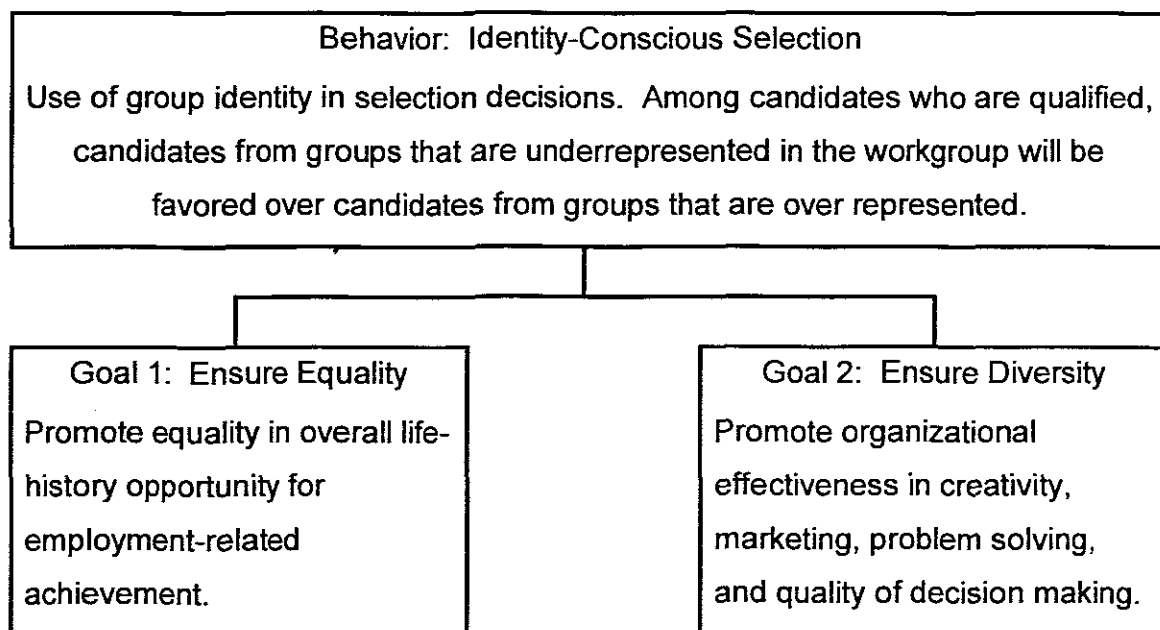 Behavior: Identity-Conscious Selection
Use of group identity in selection decisions. Among candidates who are qualified,
candidates from groups that are underrepresented in the workgroup will be
favored over candidates from groups that are over represented.
Goal 1: Ensure Equality
Promote equality in overall life-
history opportunity for
employment-related
achievement.
Goal 2: Ensure Diversity
Promote organizational
effectiveness in creativity,
marketing, problem solving,
and quality of decision making.